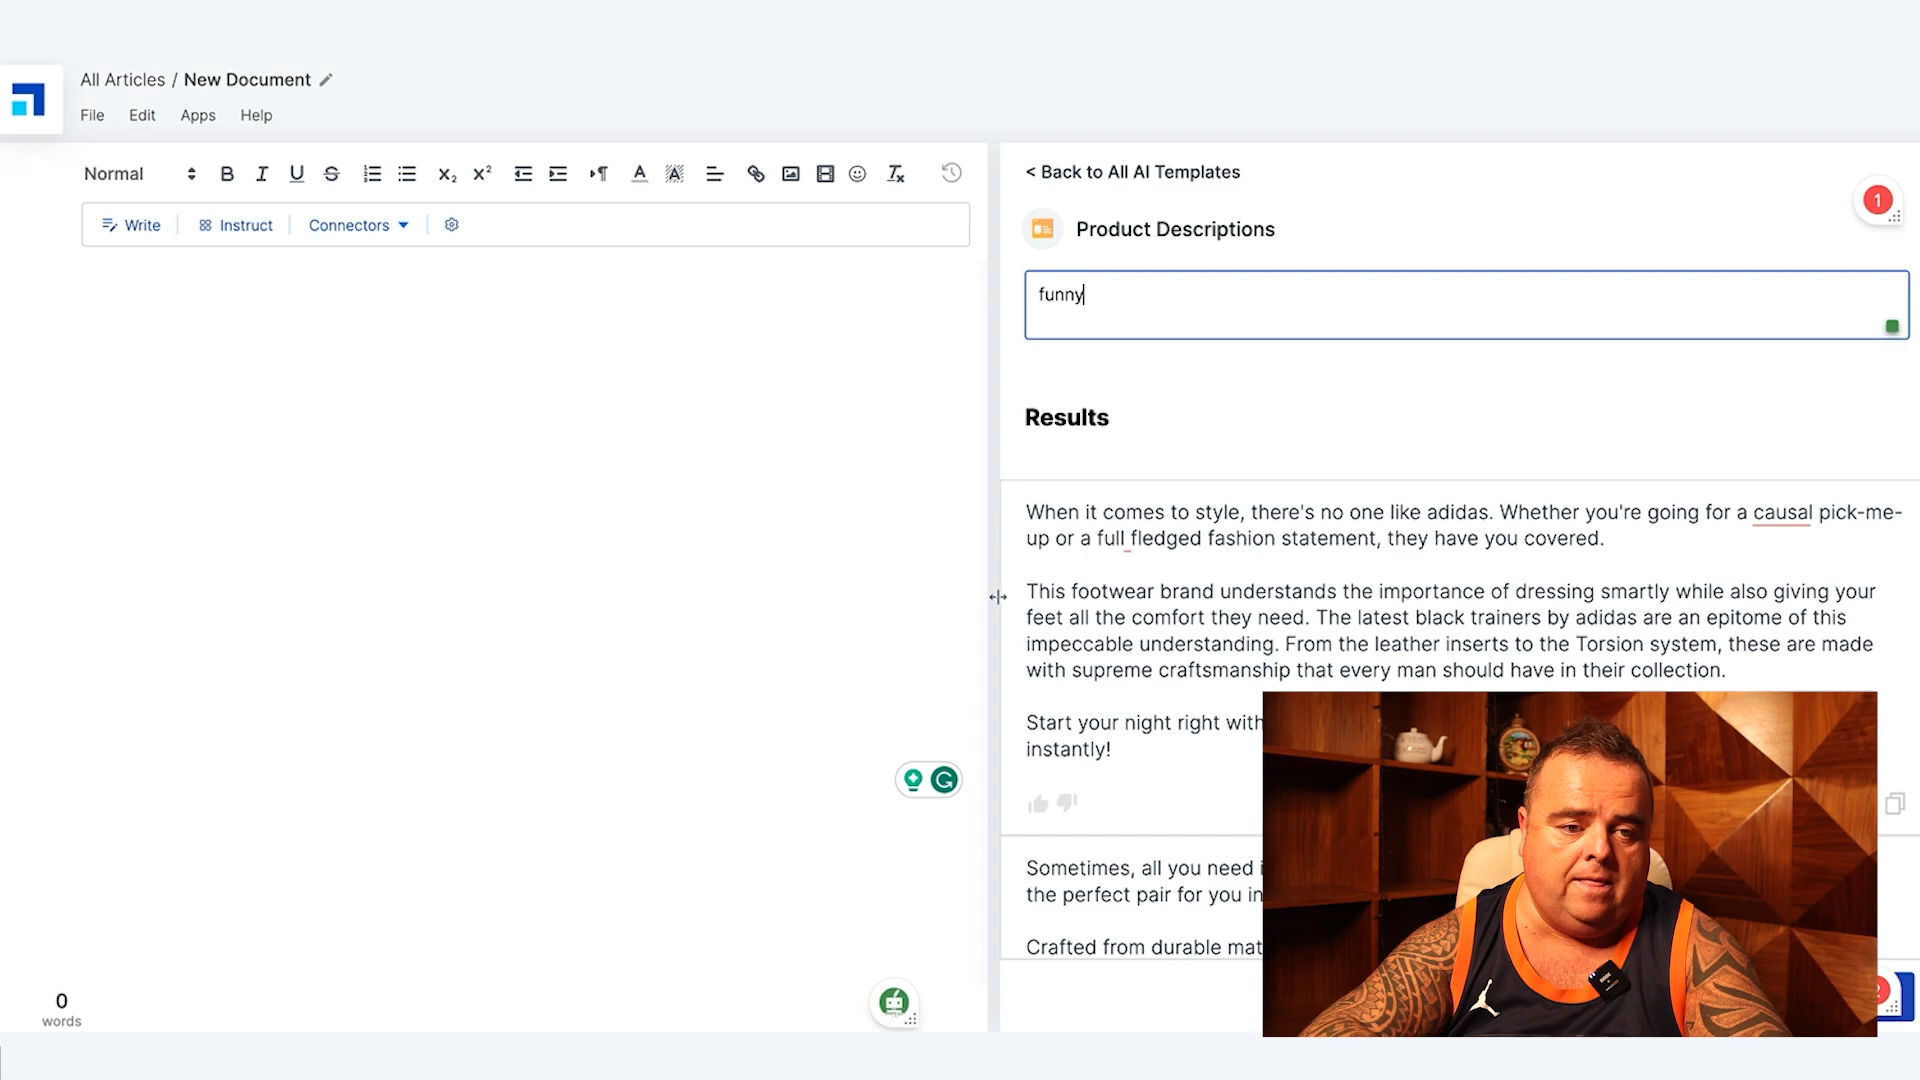 All Articles / New Document
File Edit Apps Help
Normal
Write Instruct Connectors
< Back to All AI Templates
1
Product Descriptions
funny
Results
When it comes to style, there's no one like adidas. Whether you're going for a causal pick-me-
up or a full fledged fashion statement, they have you covered.
This footwear brand understands the importance of dressing smartly while also giving your
feet all the comfort they need. The latest black trainers by adidas are an epitome of this
impeccable understanding. From the leather inserts to the Torsion system, these are made
with supreme craftsmanship that every man should have in their collection.
Start your night right with
instantly!
Sometimes, all you need
the perfect pair for you in
Crafted from durable
0
words
2